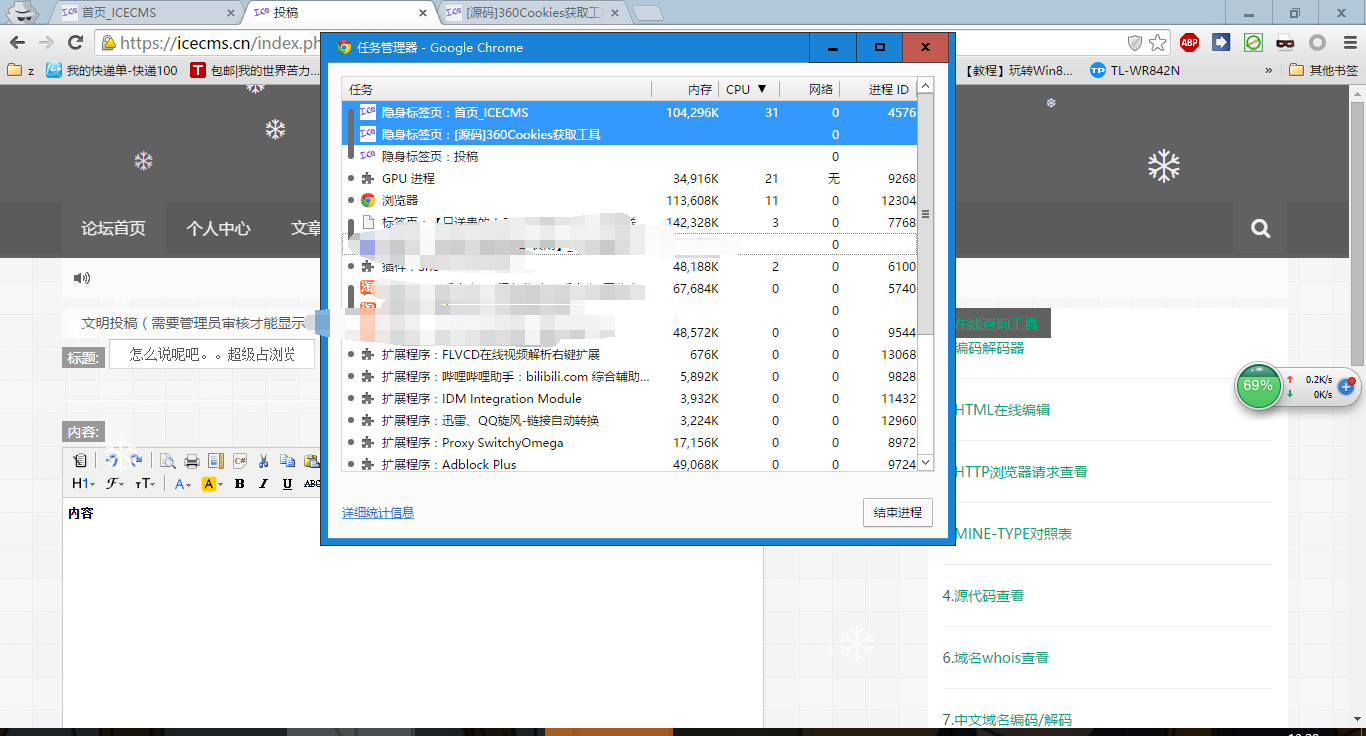 首页_ICECMS
投稿
[源码]360Cookies获取工
https://icecms.cn/index.ph
z
我的快递单-快递100
包邮|我的世界苦力...
【教程】玩转Win8...
TL-WR842N
»
其他书签
任务管理器 - Google Chrome
任务 内存 CPU ▼ 网络 进程 ID
隐身标签页：首页_ICECMS 104,296K 31 0 4576
隐身标签页：[源码]360Cookies获取工具 0
隐身标签页：投稿 0
GPU 进程 34,916K 21 无 9268
浏览器 113,608K 11 0 12304
标签页： 142,328K 3 0 7768
0
插件： 48,188K 2 0 6100
67,684K 0 0 5740
0
48,572K 0 0 9544
扩展程序：FLVCD在线视频解析右键扩展 676K 0 0 13068
扩展程序：哔哩哔哩助手：bilibili.com 综合辅助... 5,892K 0 0 9828
扩展程序：IDM Integration Module 3,932K 0 0 11432
扩展程序：迅雷、QQ旋风-链接自动转换 3,224K 0 0 12960
扩展程序：Proxy SwitchyOmega 17,156K 0 0 8972
扩展程序：Adblock Plus 49,068K 0 0 9724
详细统计信息
结束进程
论坛首页
个人中心
文章
文明投稿（需要管理员审核才能显示
标题:
怎么说呢吧。。超级占浏览
内容:
H1
ABC
内容
在线查询工具
编码解码器
HTML在线编辑
HTTP浏览器请求查看
MINE-TYPE对照表
4.源代码查看
6.域名whois查看
7.中文域名编码/解码
69%
0.2K/s
0K/s
ABP